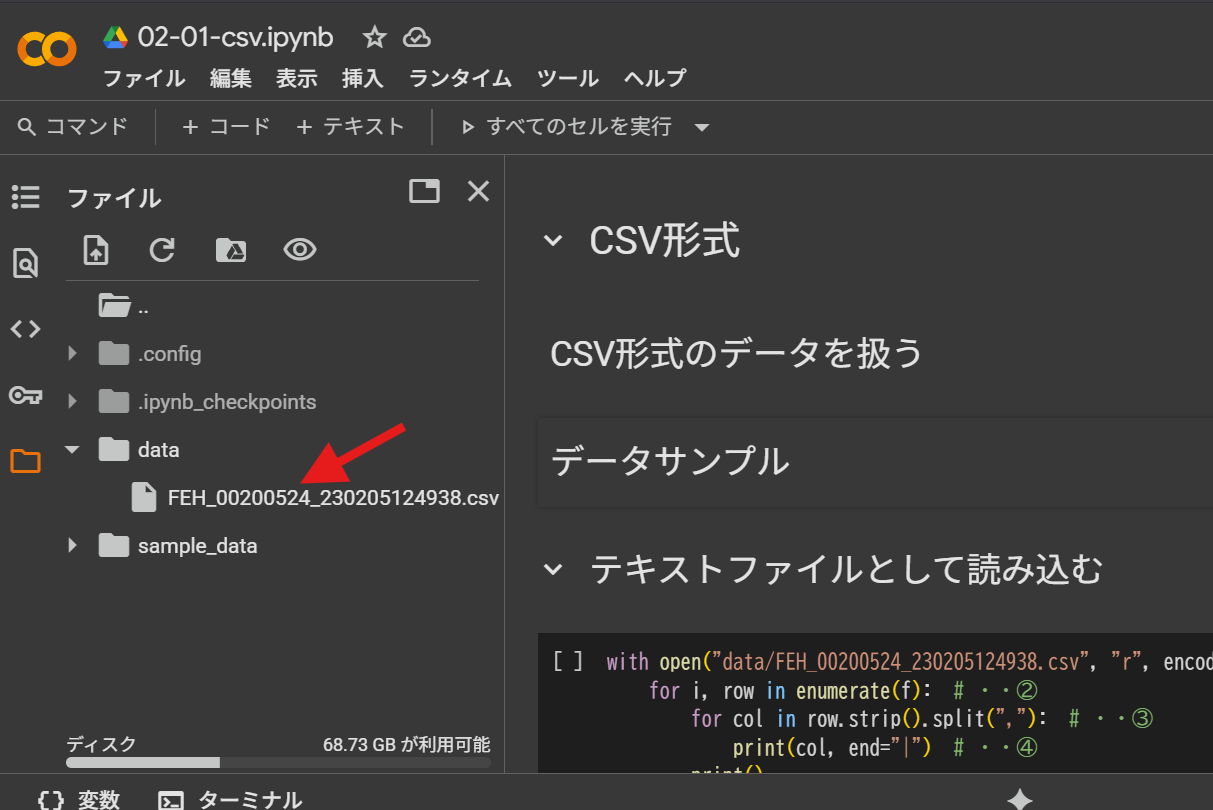 02-01-csv.ipynb
ファイル 編集 表示 挿入 ランタイム ツール ヘルプ
コマンド + コード + テキスト すべてのセルを実行
ファイル
..
.config
.ipynb_checkpoints
data
FEH_00200524_230205124938.csv
sample_data
ディスク 68.73 GB が利用可能
CSV形式
CSV形式のデータを扱う
データサンプル
テキストファイルとして読み込む
[ ] with open("data/FEH_00200524_230205124938.csv", "r", encod
for i, row in enumerate(f): # ・・②
for col in row.strip().split(","): # ・・③
print(col, end="|") # ・・④
print()
{} 変数 ターミナル